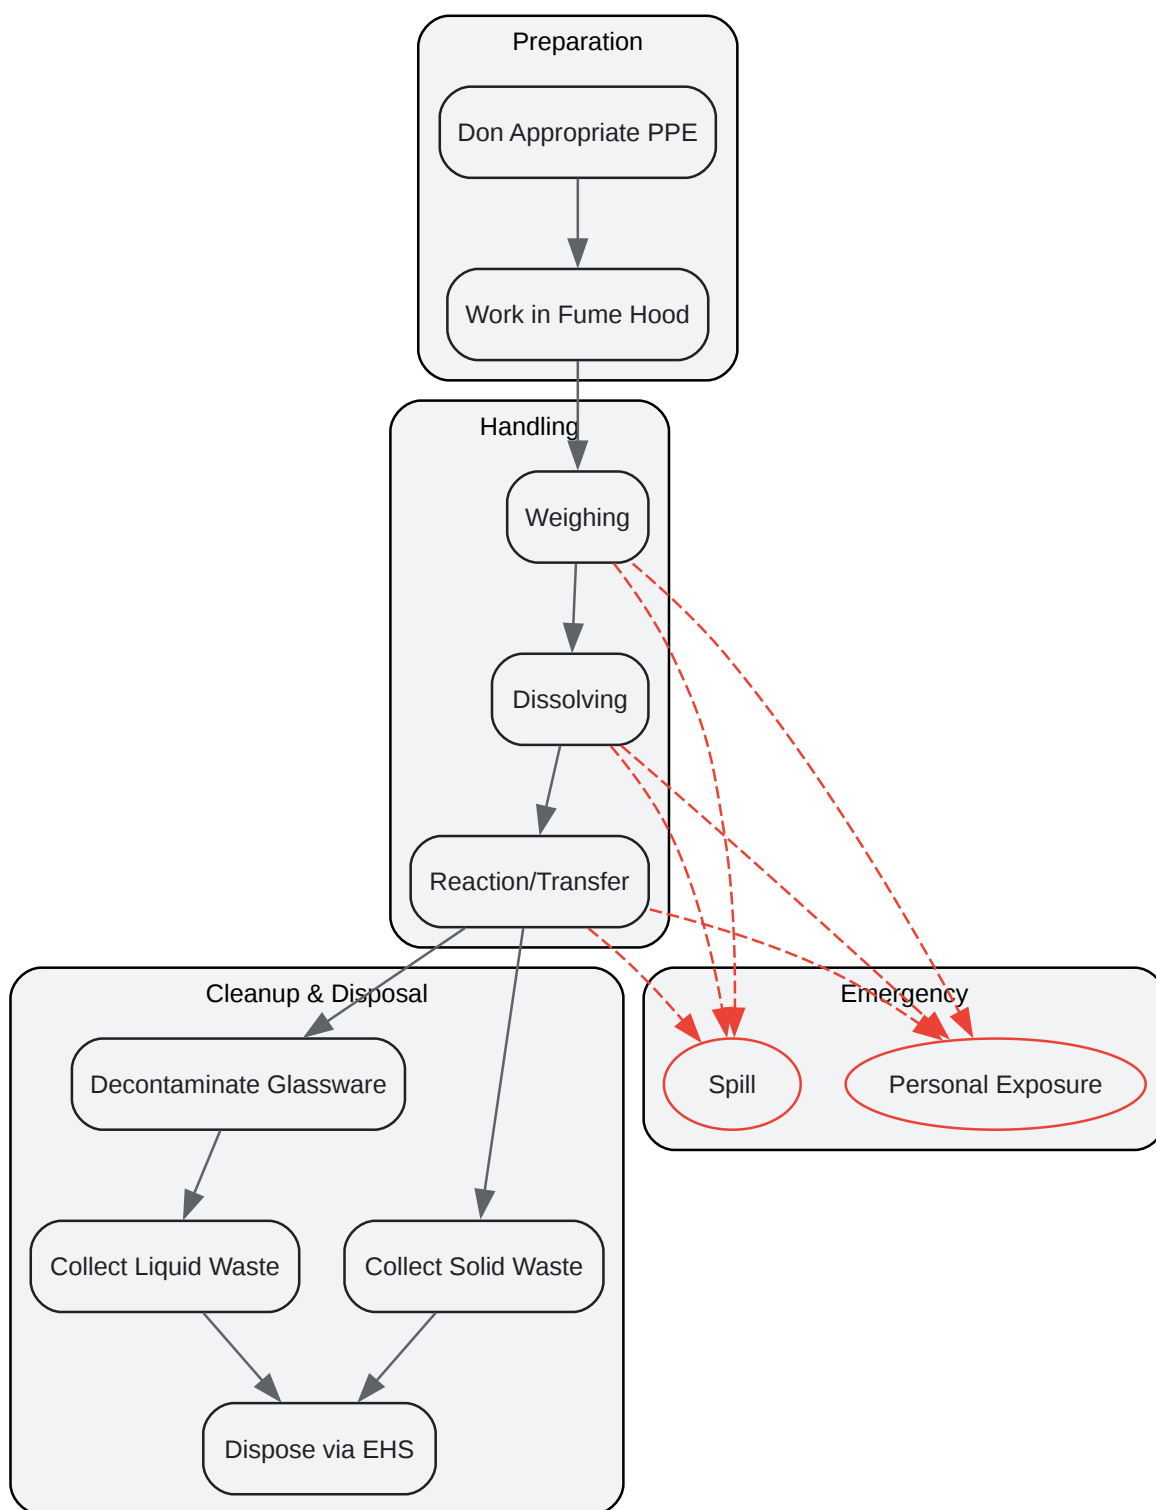 Preparation
Don Appropriate PPE
Work in Fume Hood
Handling
Weighing
Dissolving
Reaction/Transfer
Cleanup & Disposal
Emergency
Decontaminate Glassware
Spill
Personal Exposure
Collect Liquid Waste
Collect Solid Waste
Dispose via EHS